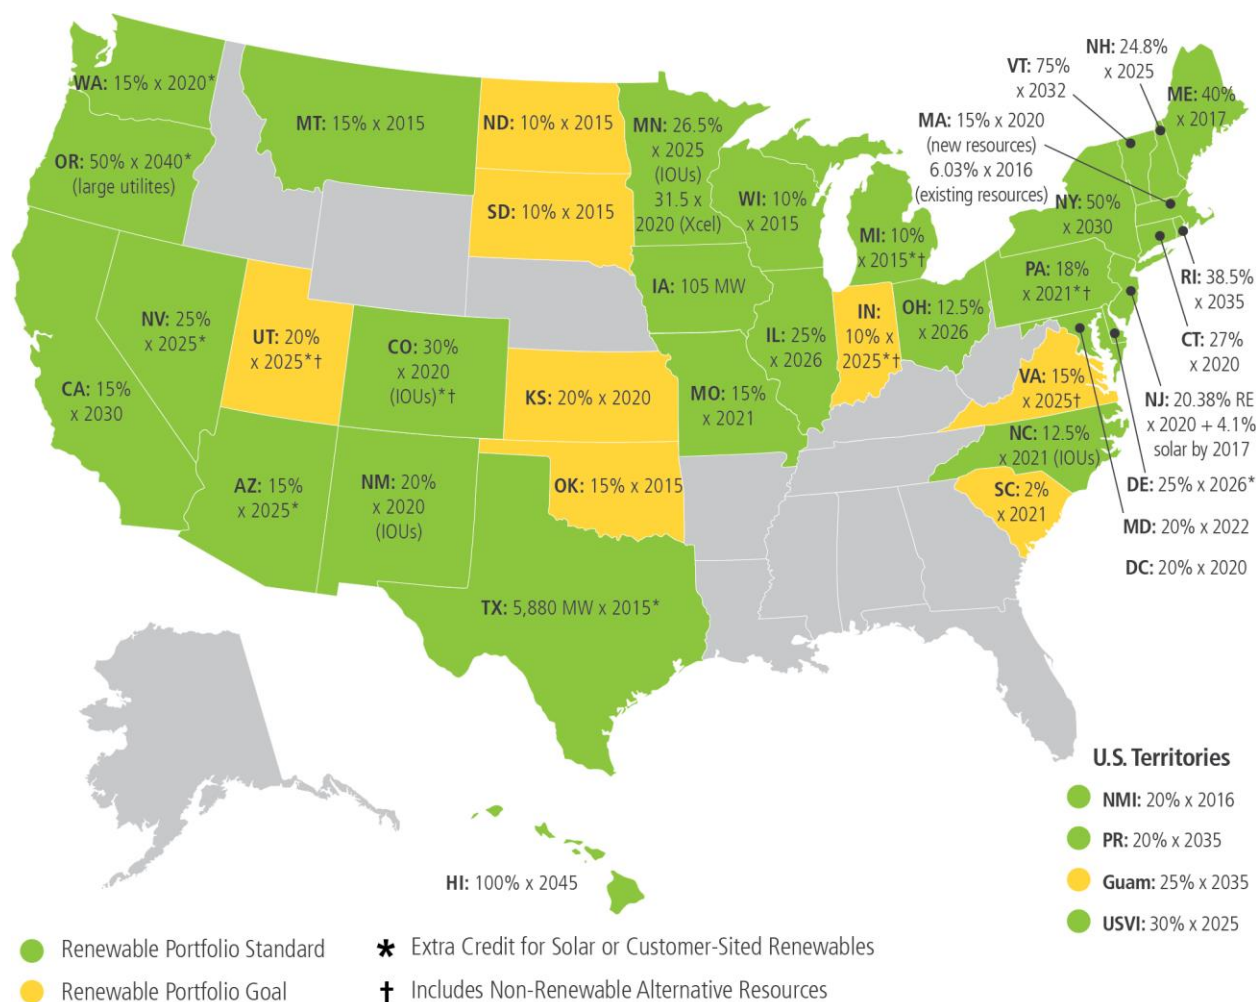 WA: 15% x 2020*
OR: 50% x 2040*
(large utilites)
MT: 15% x 2015
ND: 10% x 2015
SD: 10% x 2015
MN: 26.5%
x 2025
(IOUs)
31.5 x
2020 (Xcel)
WI: 10%
x 2015
MI: 10%
x 2015*†
VT: 75%
x 2032
NH: 24.8%
x 2025
ME: 40%
x 2017
MA: 15% x 2020
(new resources)
6.03% x 2016
(existing resources)
NY: 50%
x 2030
RI: 38.5%
x 2035
CT: 27%
x 2020
PA: 18%
x 2021*†
NJ: 20.38% RE
x 2020 + 4.1%
solar by 2017
DE: 25% x 2026*
MD: 20% x 2022
DC: 20% x 2020
CA: 15%
x 2030
NV: 25%
x 2025*
UT: 20%
x 2025*†
CO: 30%
x 2020
(IOUs)*†
KS: 20% x 2020
IA: 105 MW
MO: 15%
x 2021
IL: 25%
x 2026
IN:
10% x
2025*†
OH: 12.5%
x 2026
VA: 15%
x 2025†
NC: 12.5%
x 2021 (IOUs)
SC: 2%
x 2021
AZ: 15%
x 2025*
NM: 20%
x 2020
(IOUs)
OK: 15% x 2015
TX: 5,880 MW x 2015*
HI: 100% x 2045
U.S. Territories
NMI: 20% x 2016
PR: 20% x 2035
Guam: 25% x 2035
USVI: 30% x 2025
Renewable Portfolio Standard
Renewable Portfolio Goal
* Extra Credit for Solar or Customer-Sited Renewables
† Includes Non-Renewable Alternative Resources